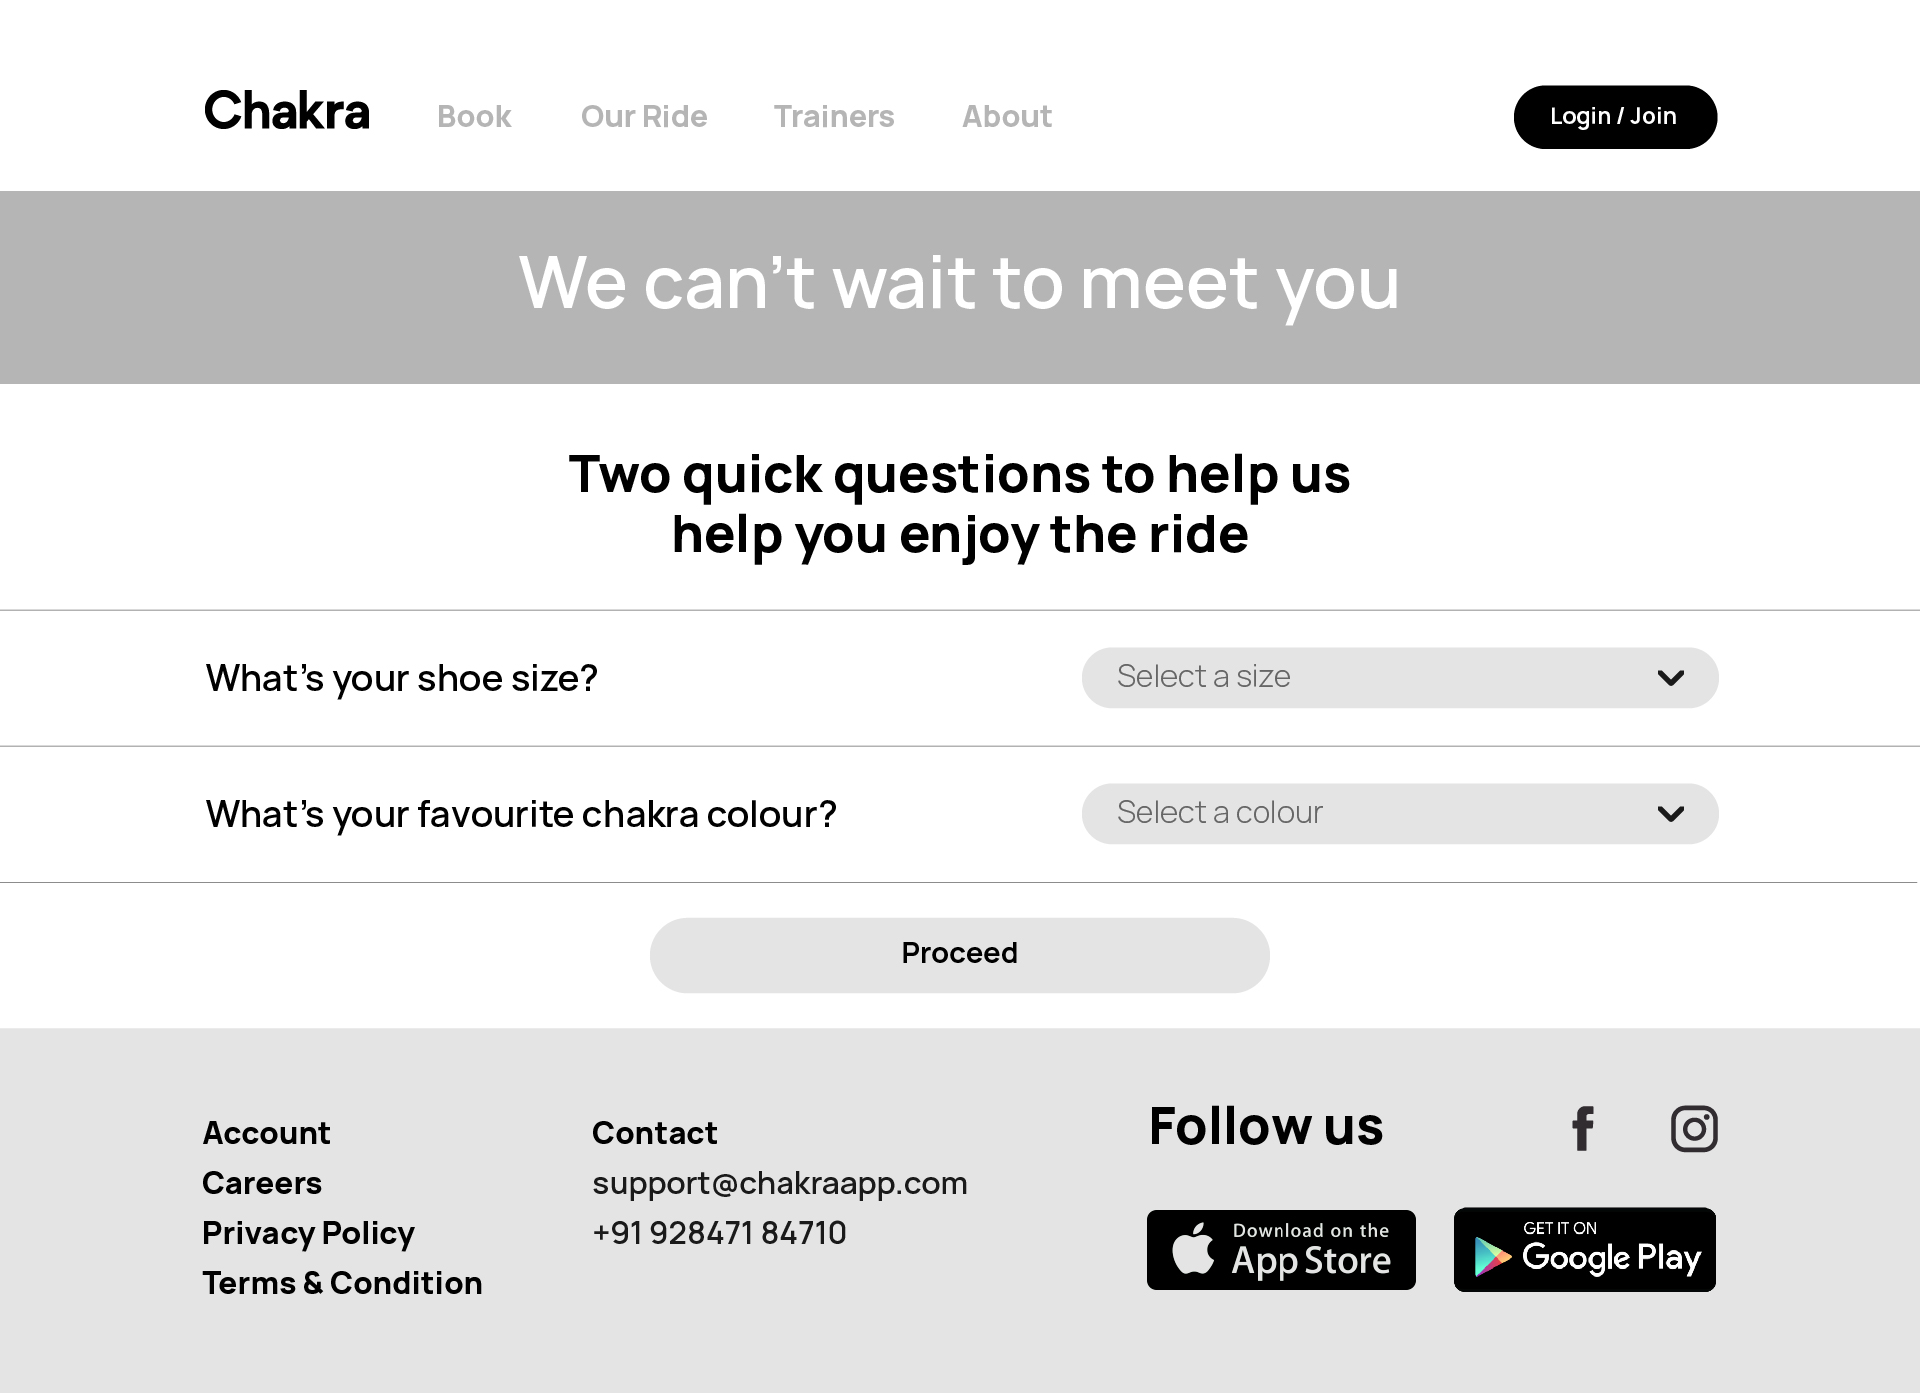 Chakra
Book
Our Ride
Trainers
About
Login / Join
We can’t wait to meet you
Two quick questions to help us
help you enjoy the ride
What’s your shoe size?
Select a size
What’s your favourite chakra colour?
Select a colour
Proceed
Account
Careers
Privacy Policy
Terms & Condition
Contact
support@chakraapp.com
+91 928471 84710
Follow us
Download on the
App Store
GET IT ON
Google Play